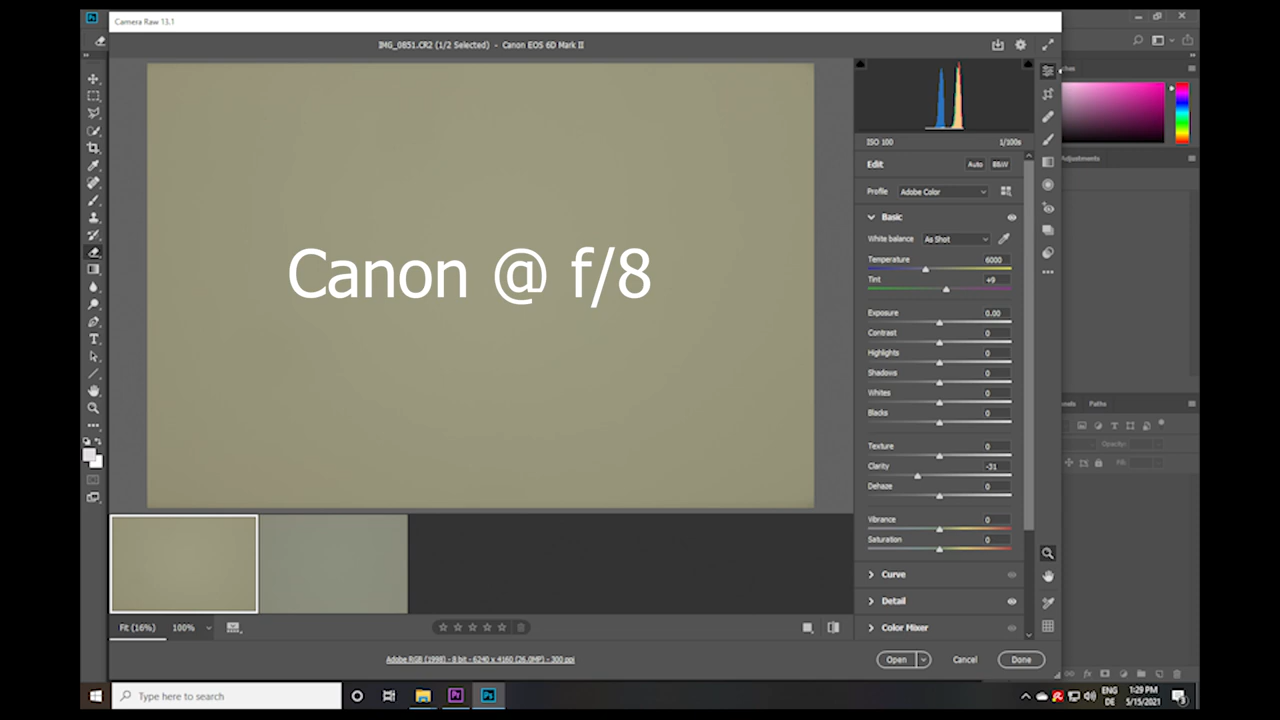 Camera Raw 13.1
IMG_0851.CR2 (1/2 Selected) - Canon EOS 6D Mark II
ISO 100 1/100s
Edit Auto B&W
Profile Adobe Color
Basic
White balance As Shot
Temperature 6000
Tint +9
Exposure 0.00
Contrast 0
Highlights 0
Shadows 0
Whites 0
Blacks 0
Texture 0
Clarity -31
Dehaze 0
Vibrance 0
Saturation 0
Curve
Detail
Color Mixer
Canon @ f/8
Adjustments
Paths
Opacity:
Fill:
Fit (16%) 100%
Adobe RGB (1998) - 8 bit - 6240 x 4160 (26.0MP) - 300 ppi
Open Cancel Done
Type here to search
Pr Ps
ENG 1:29 PM
DE 5/15/2021